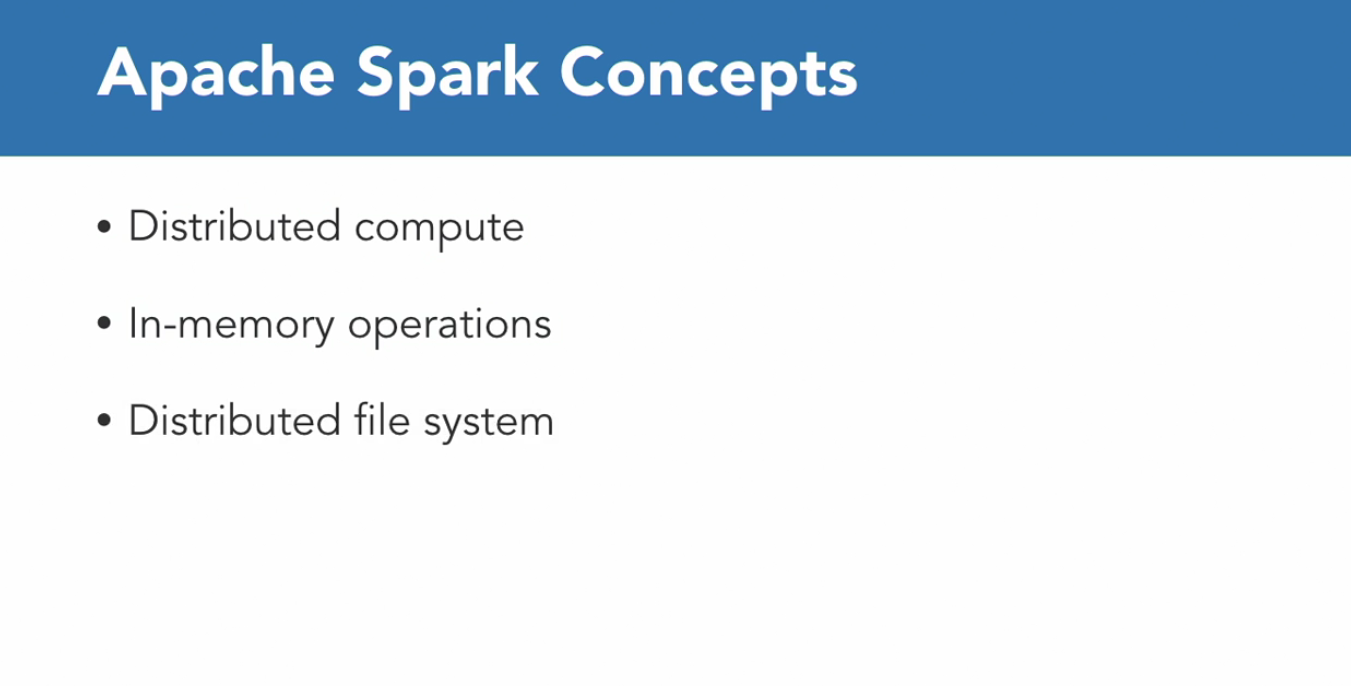 Apache Spark Concepts
• Distributed compute
• In-memory operations
• Distributed file system